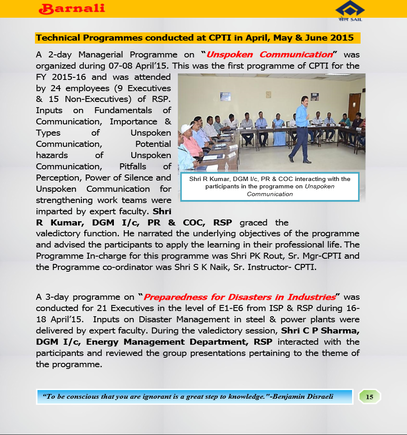 Barnali
सेल SAIL
Technical Programmes conducted at CPTI in April, May & June 2015
A 2-day Managerial Programme on "Unspoken Communication" was
organized during 07-08 April'15. This was the first programme of CPTI for the
FY 2015-16 and was attended
by 24 employees (9 Executives
& 15 Non-Executives) of RSP.
Inputs on Fundamentals of
Communication, Importance &
Types of Unspoken
Communication, Potential
hazards of Unspoken
Communication, Pitfalls of
Perception, Power of Silence and
Unspoken Communication for
strengthening work teams were
imparted by expert faculty. Shri
R Kumar, DGM I/c, PR & COC, RSP graced the
valedictory function. He narrated the underlying objectives of the programme
and advised the participants to apply the learning in their professional life. The
Programme In-charge for this programme was Shri PK Rout, Sr. Mgr-CPTI and
the Programme co-ordinator was Shri S K Naik, Sr. Instructor- CPTI.
Shri R Kumar, DGM I/c, PR & COC interacting with the
participants in the programme on Unspoken
Communication
A 3-day programme on "Preparedness for Disasters in Industries" was
conducted for 21 Executives in the level of E1-E6 from ISP & RSP during 16-
18 April'15. Inputs on Disaster Management in steel & power plants were
delivered by expert faculty. During the valedictory session, Shri C P Sharma,
DGM I/c, Energy Management Department, RSP interacted with the
participants and reviewed the group presentations pertaining to the theme of
the programme.
"To be conscious that you are ignorant is a great step to knowledge."-Benjamin Disraeli
15